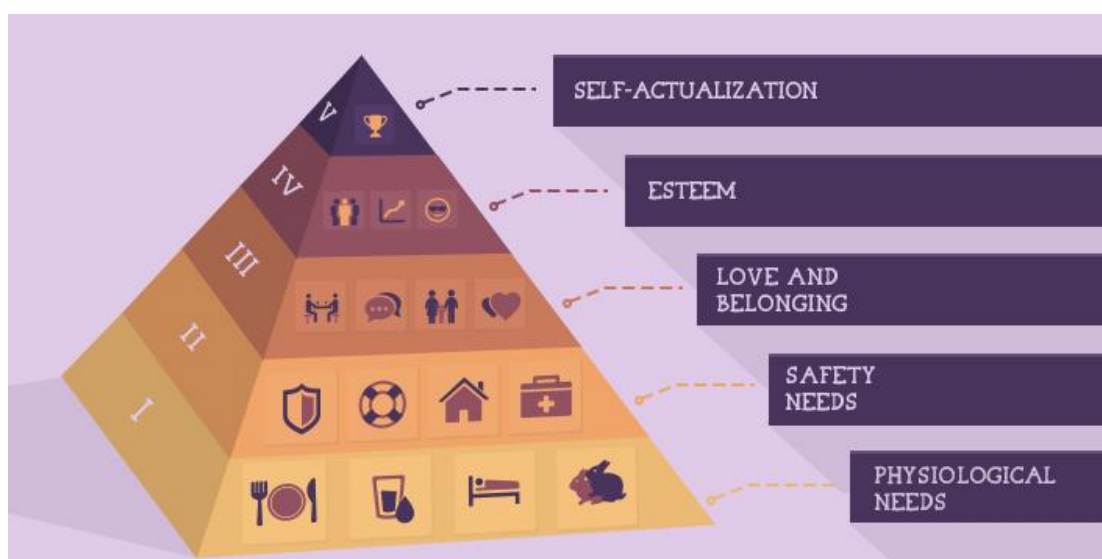 V
SELF-ACTUALIZATION
IV
ESTEEM
III
LOVE AND
BELONGING
II
SAFETY
NEEDS
I
PHYSIOLOGICAL
NEEDS